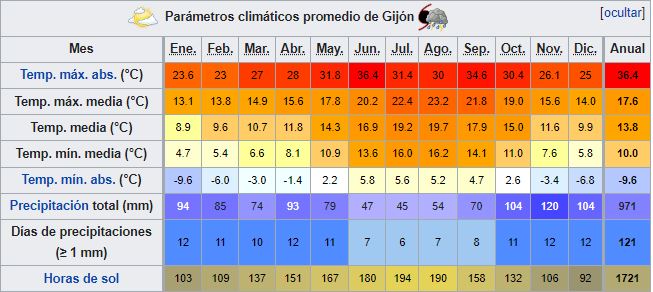 Parámetros climáticos promedio de Gijón [ocultar]
Mes Ene. Feb. Mar. Abr. May. Jun. Jul. Ago. Sep. Oct. Nov. Dic. Anual
Temp. máx. abs. (°C) 23.6 23 27 28 31.8 36.4 31.4 30 34.6 30.4 26.1 25 36.4
Temp. máx. media (°C) 13.1 13.8 14.9 15.6 17.8 20.2 22.4 23.2 21.8 19.0 15.6 14.0 17.6
Temp. media (°C) 8.9 9.6 10.7 11.8 14.3 16.9 19.2 19.7 17.9 15.0 11.6 9.9 13.8
Temp. mín. media (°C) 4.7 5.4 6.6 8.1 10.9 13.6 16.0 16.2 14.1 11.0 7.6 5.8 10.0
Temp. mín. abs. (°C) -9.6 -6.0 -3.0 -1.4 2.2 5.8 5.6 5.2 4.7 2.6 -3.4 -6.8 -9.6
Precipitación total (mm) 94 85 74 93 79 47 45 54 70 104 120 104 971
Días de precipitaciones
(≥ 1 mm) 12 11 10 12 11 7 6 7 8 11 12 12 121
Horas de sol 103 109 137 151 167 180 194 190 158 132 106 92 1721